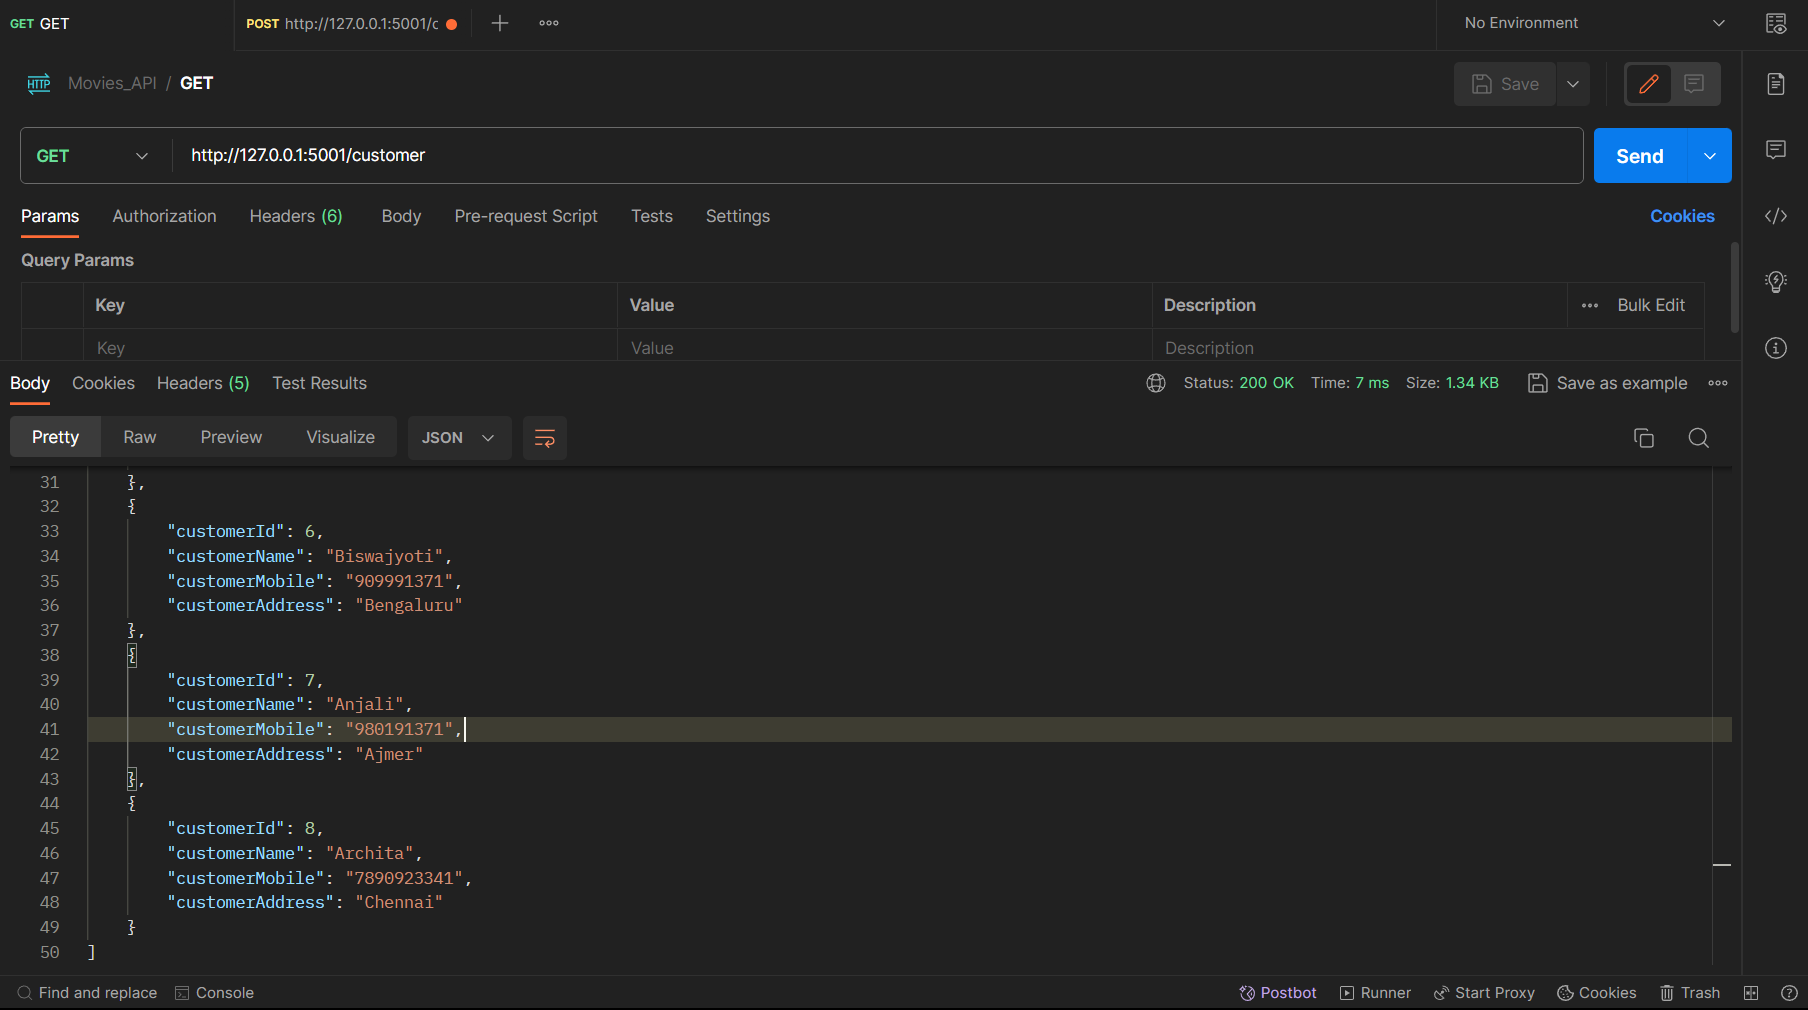 GET GET
POST http://127.0.0.1:5001/c
No Environment
HTTP Movies_API / GET
Save
GET http://127.0.0.1:5001/customer
Send
Params Authorization Headers (6) Body Pre-request Script Tests Settings Cookies
Query Params
Key Value Description Bulk Edit
Key Value Description
Body Cookies Headers (5) Test Results Status: 200 OK Time: 7 ms Size: 1.34 KB Save as example
Pretty Raw Preview Visualize JSON
31 },
32 {
33 "customerId": 6,
34 "customerName": "Biswajyoti",
35 "customerMobile": "909991371",
36 "customerAddress": "Bengaluru"
37 },
38 {
39 "customerId": 7,
40 "customerName": "Anjali",
41 "customerMobile": "980191371",
42 "customerAddress": "Ajmer"
43 },
44 {
45 "customerId": 8,
46 "customerName": "Archita",
47 "customerMobile": "7890923341",
48 "customerAddress": "Chennai"
49 }
50 ]
Find and replace Console Postbot Runner Start Proxy Cookies Trash